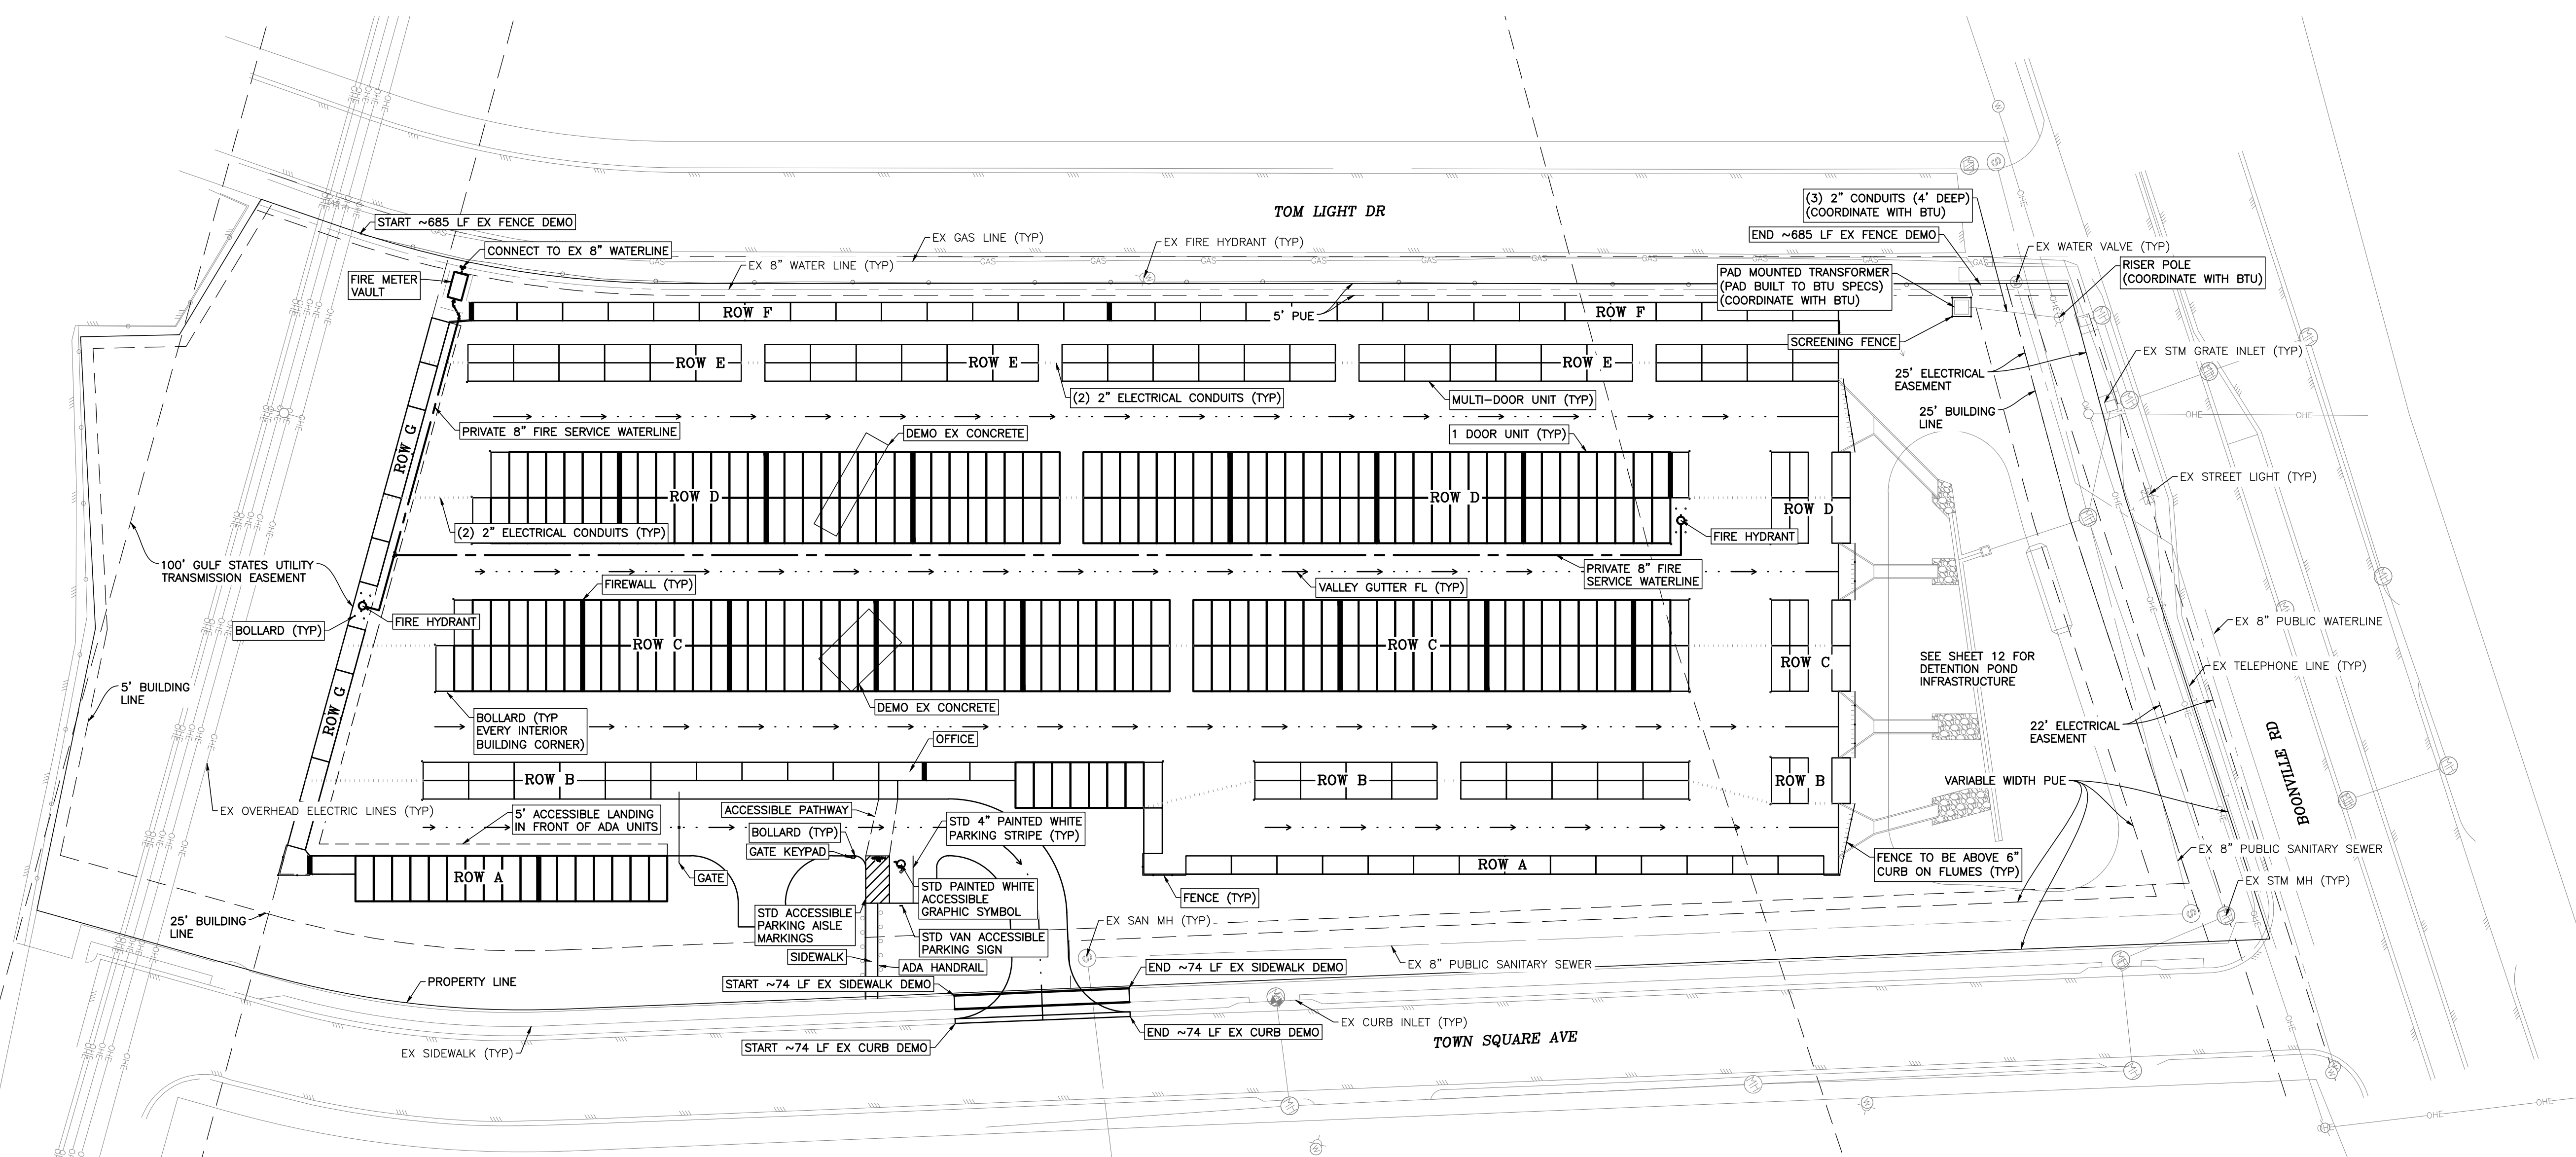 TOM LIGHT DR
START ~685 LF EX FENCE DEMO
CONNECT TO EX 8" WATERLINE
FIRE METER
VAULT
EX 8" WATER LINE (TYP)
EX GAS LINE (TYP)
EX FIRE HYDRANT (TYP)
(3) 2" CONDUITS (4' DEEP)
(COORDINATE WITH BTU)
END ~685 LF EX FENCE DEMO
EX WATER VALVE (TYP)
PAD MOUNTED TRANSFORMER
(PAD BUILT TO BTU SPECS)
(COORDINATE WITH BTU)
RISER POLE
(COORDINATE WITH BTU)
GAS
GAS
GAS
GAS
GAS
GAS
GAS
GAS
GAS
ROW F
5' PUE
ROW F
SCREENING FENCE
ROW E
ROW E
ROW E
EX STM GRATE INLET (TYP)
25' ELECTRICAL
EASEMENT
(2) 2" ELECTRICAL CONDUITS (TYP)
MULTI-DOOR UNIT (TYP)
25' BUILDING
LINE
OHE
OHE
PRIVATE 8" FIRE SERVICE WATERLINE
DEMO EX CONCRETE
1 DOOR UNIT (TYP)
ROW G
ROW D
ROW D
ROW D
EX STREET LIGHT (TYP)
(2) 2" ELECTRICAL CONDUITS (TYP)
FIRE HYDRANT
100' GULF STATES UTILITY
TRANSMISSION EASEMENT
FIREWALL (TYP)
VALLEY GUTTER FL (TYP)
PRIVATE 8" FIRE
SERVICE WATERLINE
BOLLARD (TYP)
FIRE HYDRANT
EX 8" PUBLIC WATERLINE
ROW C
ROW C
ROW C
SEE SHEET 12 FOR
DETENTION POND
INFRASTRUCTURE
EX TELEPHONE LINE (TYP)
5' BUILDING
LINE
ROW G
DEMO EX CONCRETE
BOLLARD (TYP
EVERY INTERIOR
BUILDING CORNER)
OFFICE
22' ELECTRICAL
EASEMENT
BOONVILLE RD
ROW B
ROW B
ROW B
VARIABLE WIDTH PUE
EX OVERHEAD ELECTRIC LINES (TYP)
5' ACCESSIBLE LANDING
IN FRONT OF ADA UNITS
ACCESSIBLE PATHWAY
BOLLARD (TYP)
GATE KEYPAD
STD 4" PAINTED WHITE
PARKING STRIPE (TYP)
EX 8" PUBLIC SANITARY SEWER
ROW A
GATE
ROW A
FENCE TO BE ABOVE 6"
CURB ON FLUMES (TYP)
STD PAINTED WHITE
ACCESSIBLE
GRAPHIC SYMBOL
FENCE (TYP)
EX STM MH (TYP)
25' BUILDING
LINE
STD ACCESSIBLE
PARKING AISLE
MARKINGS
STD VAN ACCESSIBLE
PARKING SIGN
EX SAN MH (TYP)
SIDEWALK
ADA HANDRAIL
EX 8" PUBLIC SANITARY SEWER
END ~74 LF EX SIDEWALK DEMO
PROPERTY LINE
START ~74 LF EX SIDEWALK DEMO
EX CURB INLET (TYP)
END ~74 LF EX CURB DEMO
EX SIDEWALK (TYP)
START ~74 LF EX CURB DEMO
TOWN SQUARE AVE
OHE
OHE